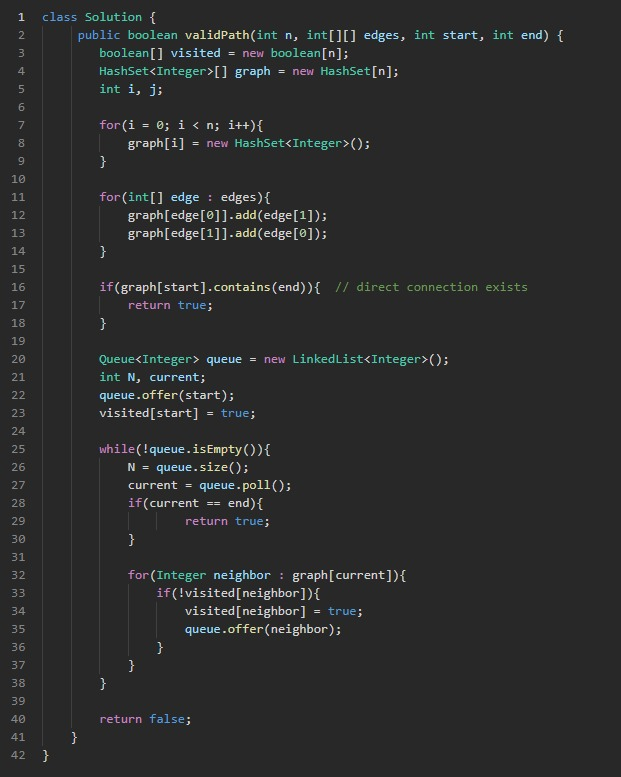 1 class Solution {
2     public boolean validPath(int n, int[][] edges, int start, int end) {
3        boolean[] visited = new boolean[n];
4        HashSet<Integer>[] graph = new HashSet[n];
5        int i, j;
6
7        for(i = 0; i < n; i++){
8            graph[i] = new HashSet<Integer>();
9        }
10
11        for(int[] edge : edges){
12            graph[edge[0]].add(edge[1]);
13            graph[edge[1]].add(edge[0]);
14        }
15
16        if(graph[start].contains(end)){  // direct connection exists
17            return true;
18        }
19
20        Queue<Integer> queue = new LinkedList<Integer>();
21        int N, current;
22        queue.offer(start);
23        visited[start] = true;
24
25        while(!queue.isEmpty()){
26            N = queue.size();
27            current = queue.poll();
28            if(current == end){
29                    return true;
30            }
31
32            for(Integer neighbor : graph[current]){
33                if(!visited[neighbor]){
34                    visited[neighbor] = true;
35                    queue.offer(neighbor);
36                }
37            }
38        }
39
40        return false;
41    }
42 }